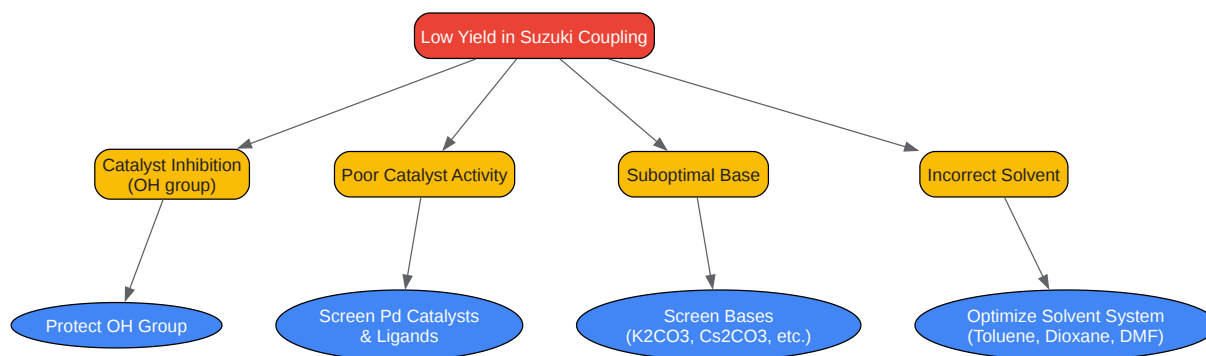 Low Yield in Suzuki Coupling
Catalyst Inhibition
(OH group)
Poor Catalyst Activity
Suboptimal Base
Incorrect Solvent
Protect OH Group
Screen Pd Catalysts
& Ligands
Screen Bases
(K2CO3, Cs2CO3, etc.)
Optimize Solvent System
(Toluene, Dioxane, DMF)